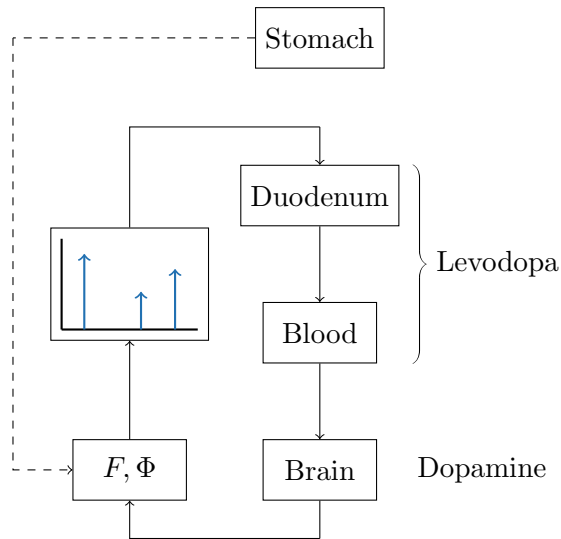 Stomach
Duodenum
Levodopa
Blood
F, Φ
Brain
Dopamine